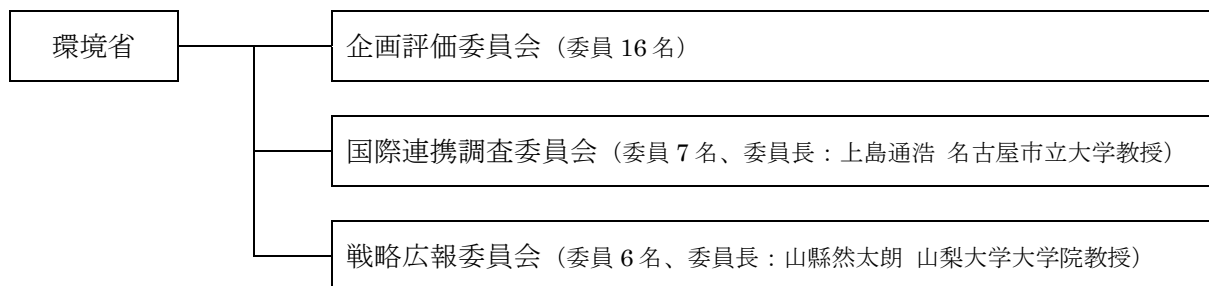 環境省
企画評価委員会（委員 16 名）
国際連携調査委員会（委員 7 名、委員長：上島通浩 名古屋市立大学教授）
戦略広報委員会（委員 6 名、委員長：山縣然太朗 山梨大学大学院教授）